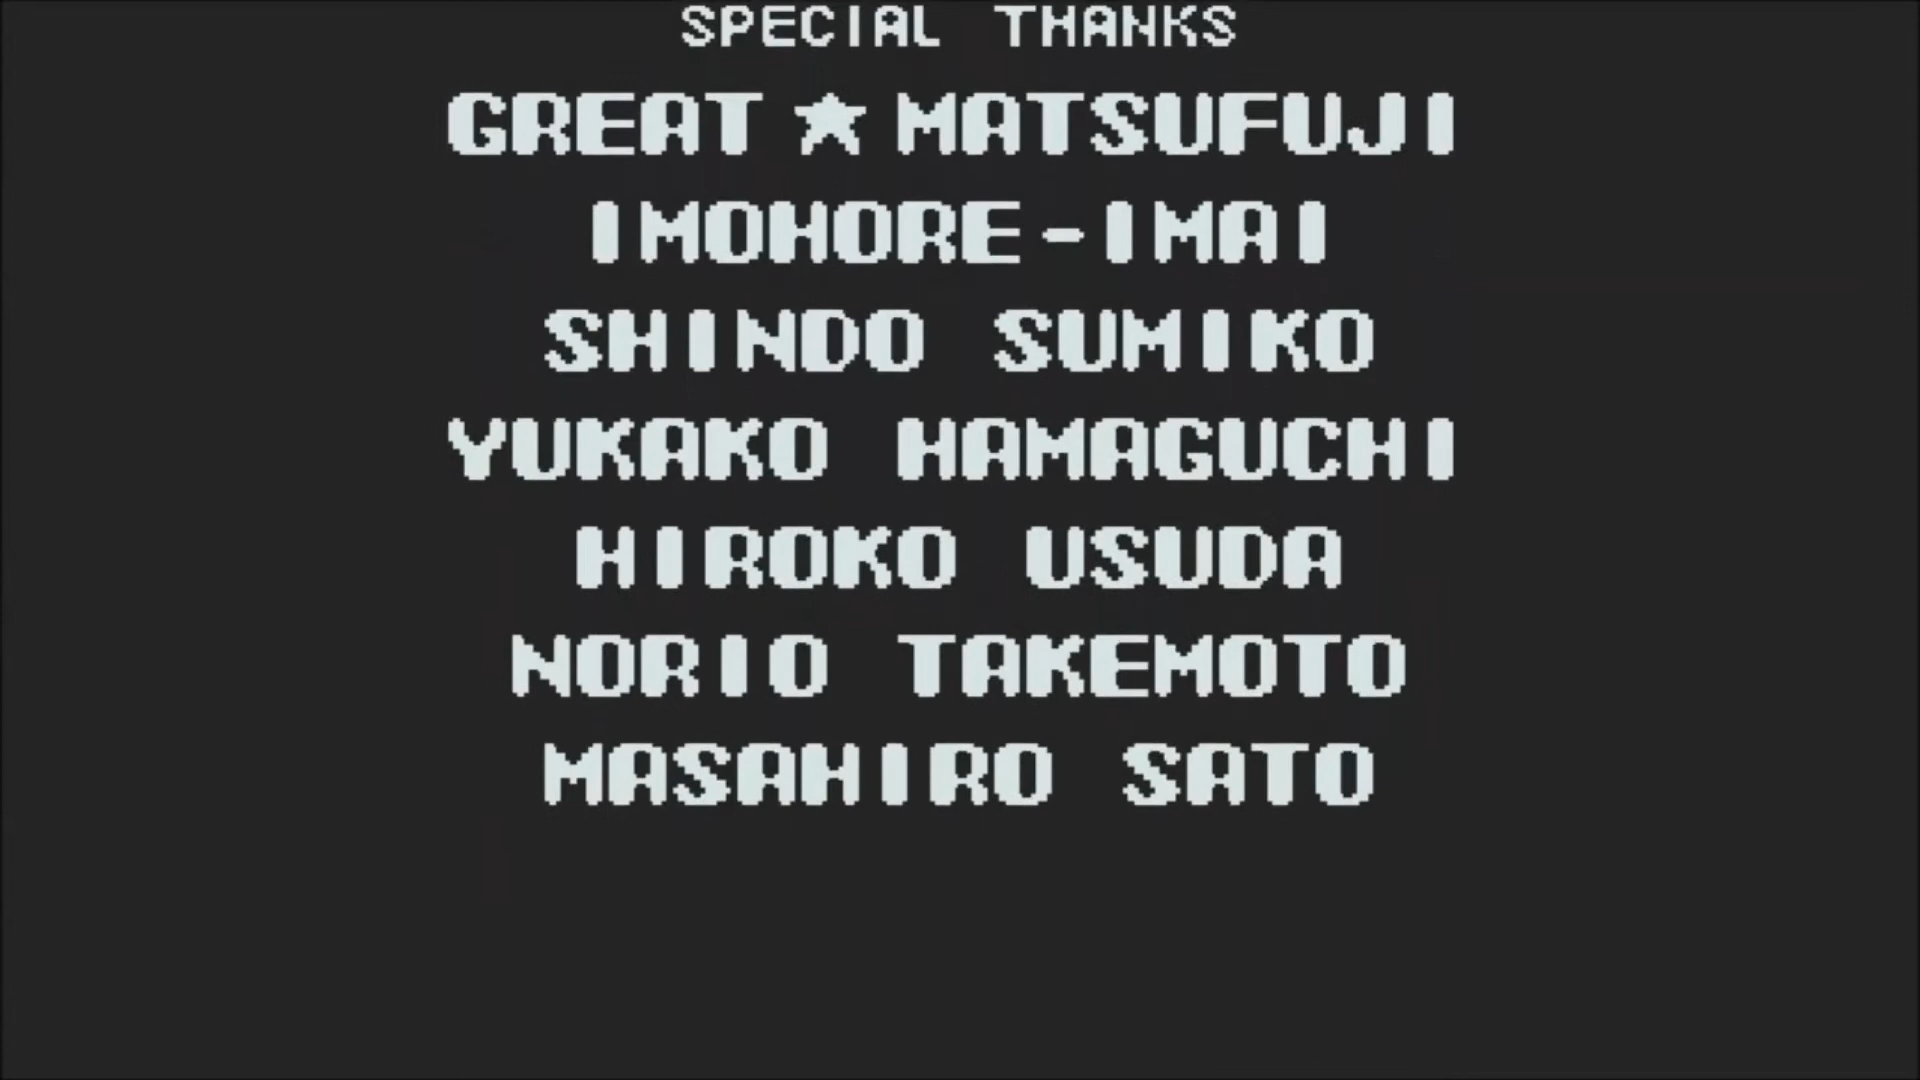 SPECIAL THANKS
GREAT★MATSUFUJI
IMOHORE-IMAI
SHINDO SUMIKO
YUKAKO HAMAGUCHI
HIROKO USUDA
NORIO TAKEMOTO
MASAHIRO SATO